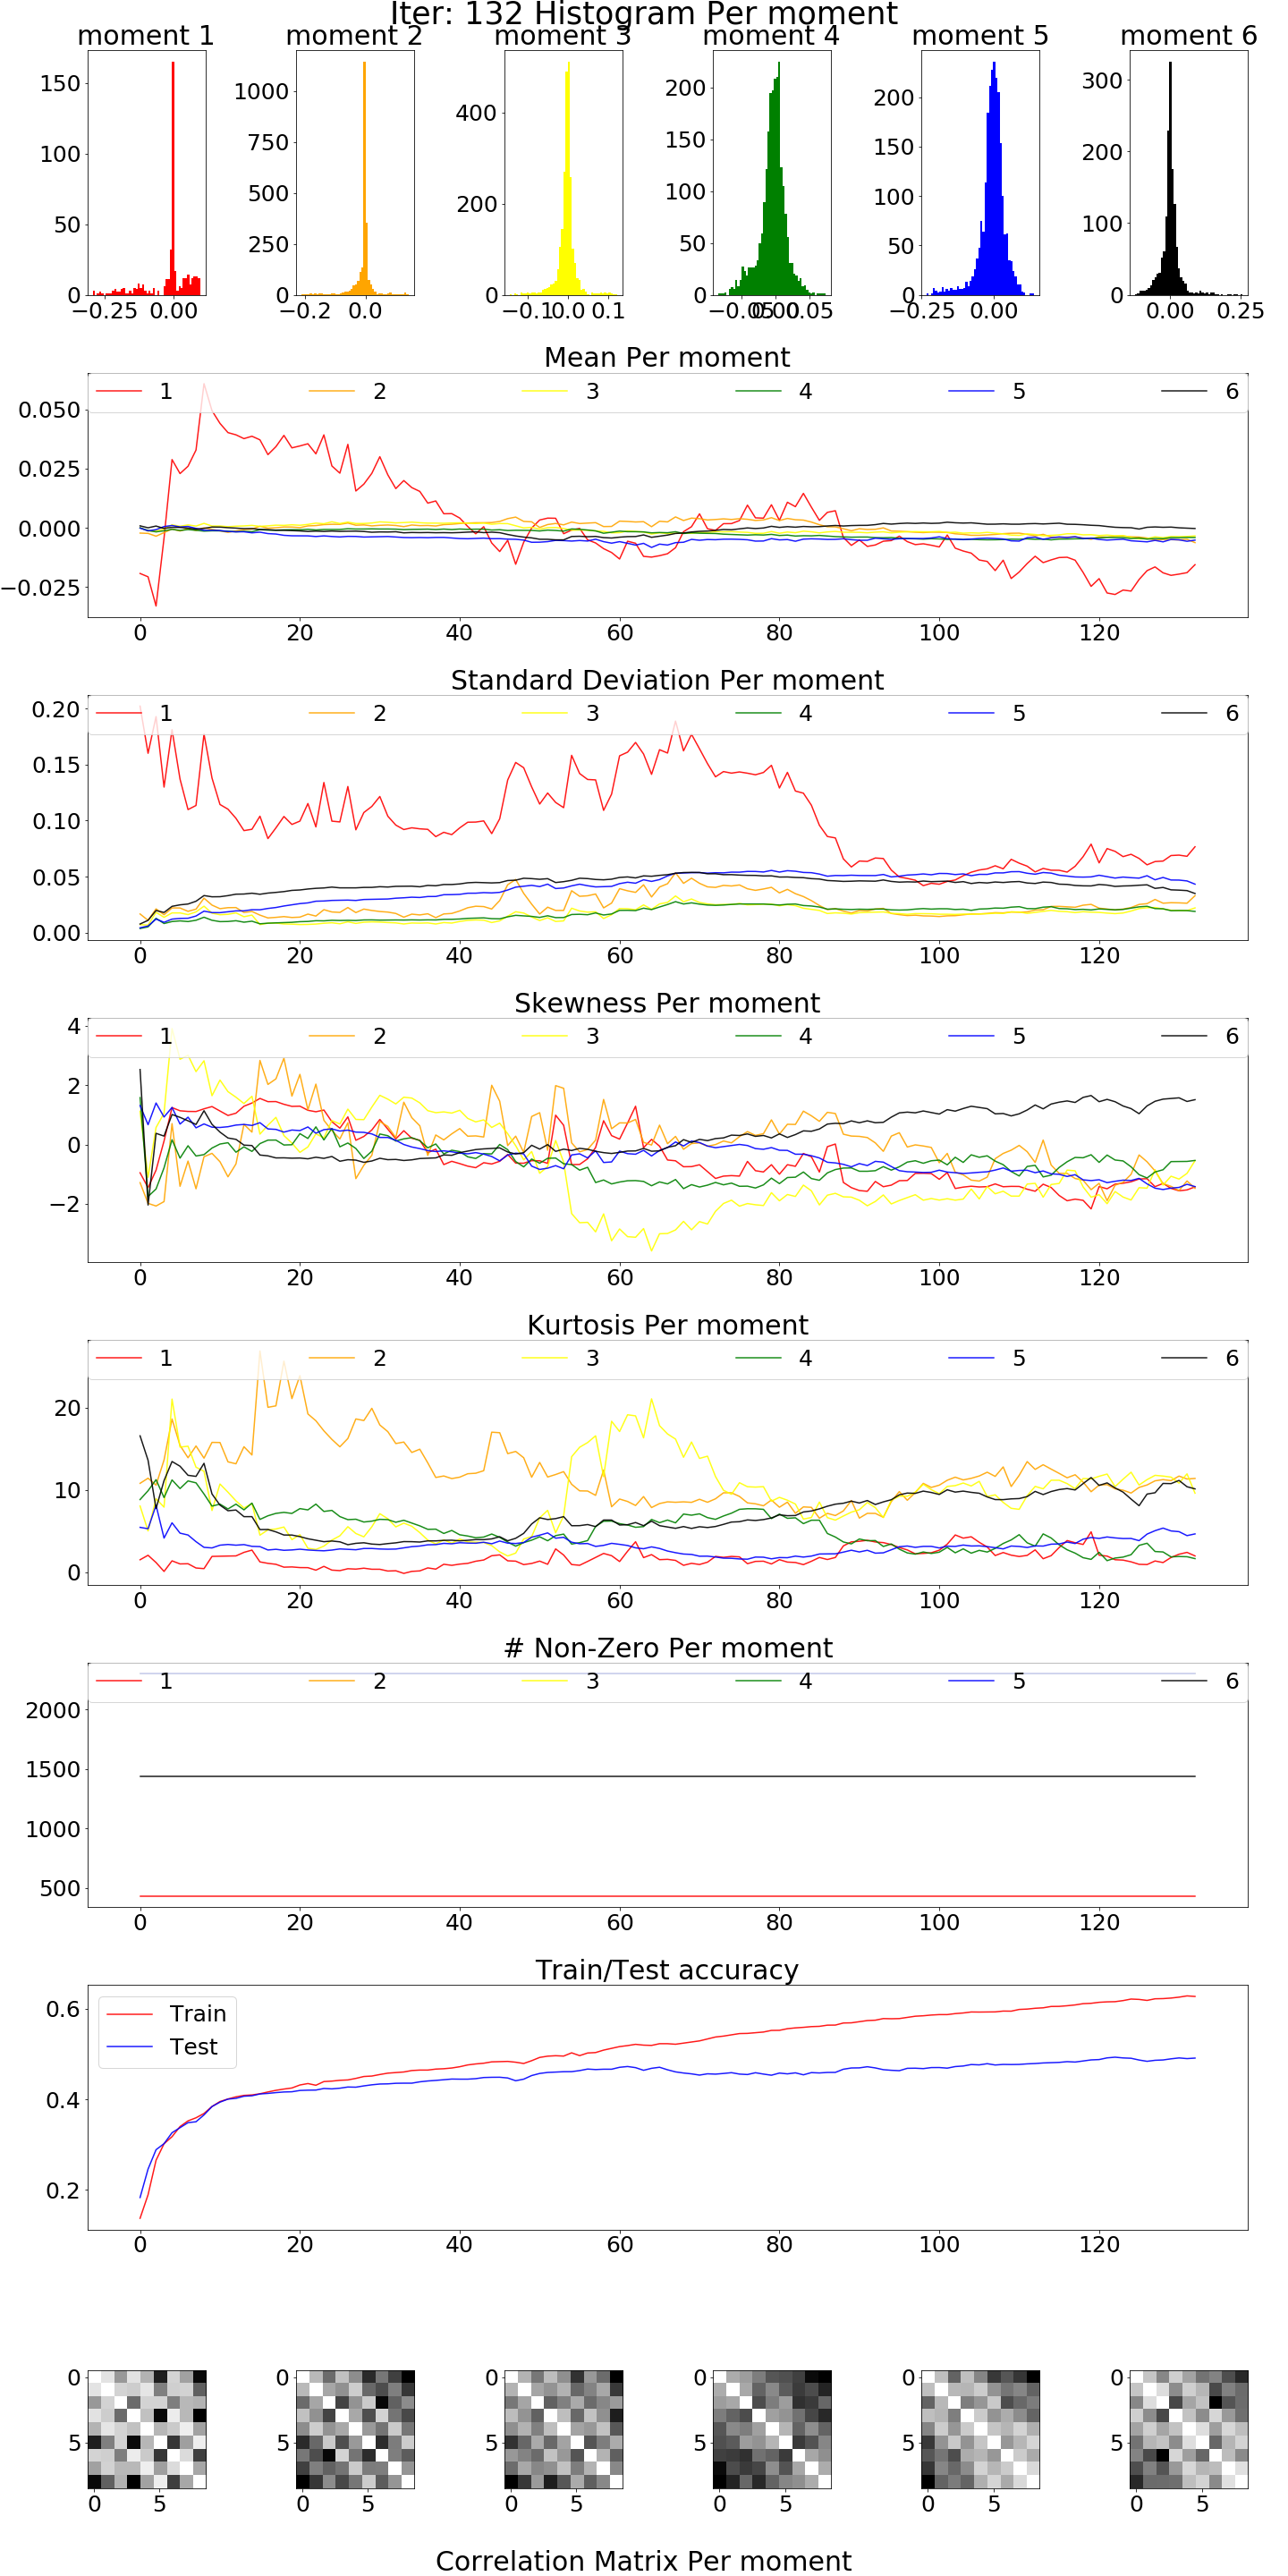 Iter: 132 Histogram Per moment
moment 1 moment 2 moment 3 moment 4 moment 5 moment 6
150 100 50 0
−0.25 0.00
1000 750 500 250 0
−0.2 0.0
400 200 0
−0.1 0.0 0.1
200 150 100 50 0
−0.05 0.00 0.05
200 150 100 50 0
−0.25 0.00
300 200 100 0
0.00 0.25
Mean Per moment
1 2 3 4 5 6
0.050
0.025
0.000
−0.025
0 20 40 60 80 100 120
Standard Deviation Per moment
1 2 3 4 5 6
0.20
0.15
0.10
0.05
0.00
0 20 40 60 80 100 120
Skewness Per moment
1 2 3 4 5 6
4
2
0
−2
0 20 40 60 80 100 120
Kurtosis Per moment
1 2 3 4 5 6
20
10
0
0 20 40 60 80 100 120
# Non-Zero Per moment
1 2 3 4 5 6
2000
1500
1000
500
0 20 40 60 80 100 120
Train/Test accuracy
Train
Test
0.6
0.4
0.2
0 20 40 60 80 100 120
0 0 0 0 0 0
5 5 5 5 5 5
0 5 0 5 0 5 0 5 0 5 0 5
Correlation Matrix Per moment